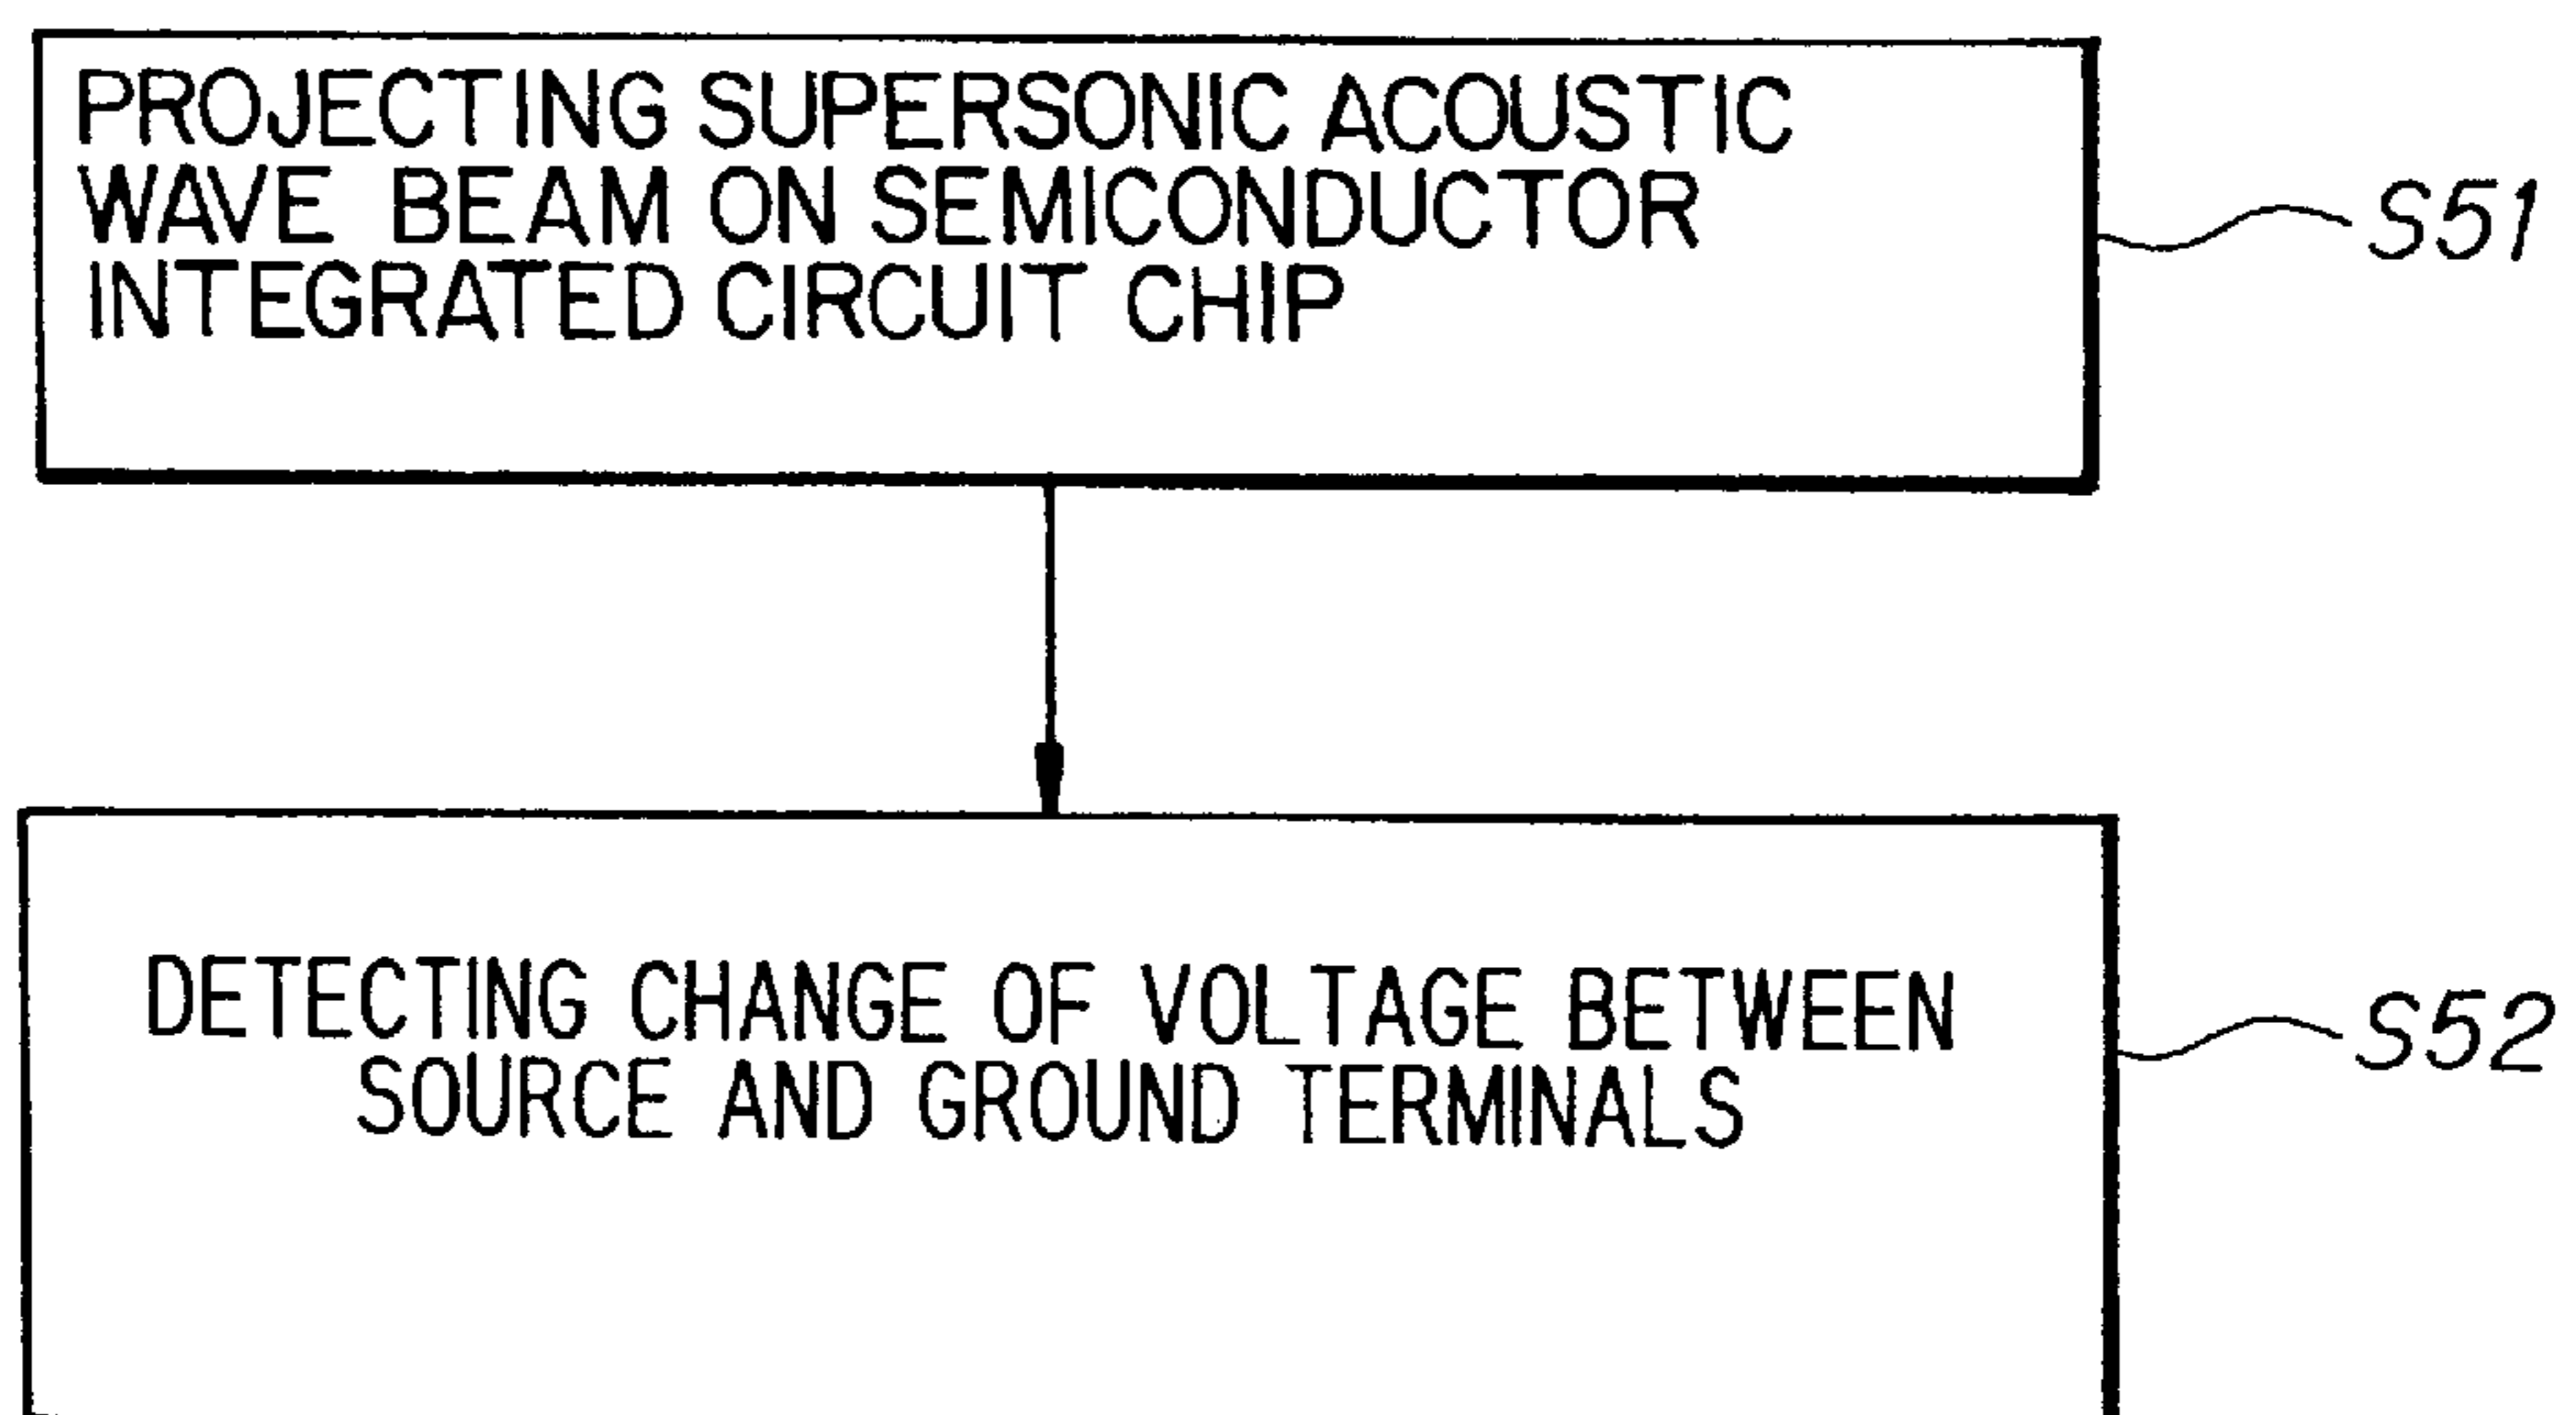 PROJECTING SUPERSONIC ACOUSTIC
WAVE BEAM ON SEMICONDUCTOR
INTEGRATED CIRCUIT CHIP
S51
DETECTING CHANGE OF VOLTAGE BETWEEN
SOURCE AND GROUND TERMINALS
S52